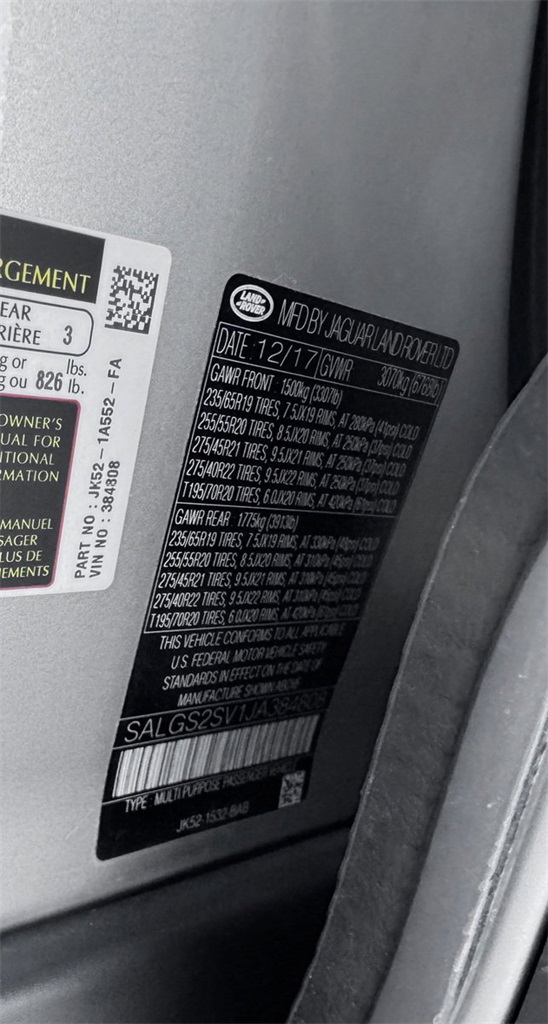 RGEMENT
EAR
RIÈRE 3
g or lbs.
g ou 826 lb.
OWNER'S
UAL FOR
ITIONAL
RMATION
MANUEL
SAGER
LUS DE
NEMENTS
PART NO : JK52-1A552-FA
VIN NO : 384808
LAND ROVER
MFD BY JAGUAR LAND ROVER LTD
DATE: 12/17 GVWR 3070kg
GAWR FRONT : 1500kg (3307lb)
235/65R19 TIRES, 7.5JX19 RIMS, AT 280kPa (41psi) COLD
255/55R20 TIRES, 8.5JX20 RIMS, AT 250kPa (37psi) COLD
275/45R21 TIRES, 9.5JX21 RIMS, AT 250kPa (37psi) COLD
275/40R22 TIRES, 9.5JX22 RIMS, AT 250kPa (37psi) COLD
T195/70R20 TIRES, 6.0JX20 RIMS, AT 420kPa COLD
GAWR REAR : 1775kg (3913lb)
235/65R19 TIRES, 7.5JX19 RIMS, AT 330kPa (48psi) COLD
255/55R20 TIRES, 8.5JX20 RIMS, AT 310kPa (45psi) COLD
275/45R21 TIRES, 9.5JX21 RIMS, AT 310kPa (45psi) COLD
275/40R22 TIRES, 9.5JX22 RIMS, AT 310kPa (45psi) COLD
T195/70R20 TIRES, 6.0JX20 RIMS, AT 420kPa COLD
THIS VEHICLE CONFORMS TO ALL APPLICABLE
U.S. FEDERAL MOTOR VEHICLE SAFETY
STANDARDS IN EFFECT ON THE DATE OF
MANUFACTURE SHOWN ABOVE
SALGS2SV1JA384808
TYPE : MULTI PURPOSE PASSENGER VEHICLE
JK52-1532-BAB